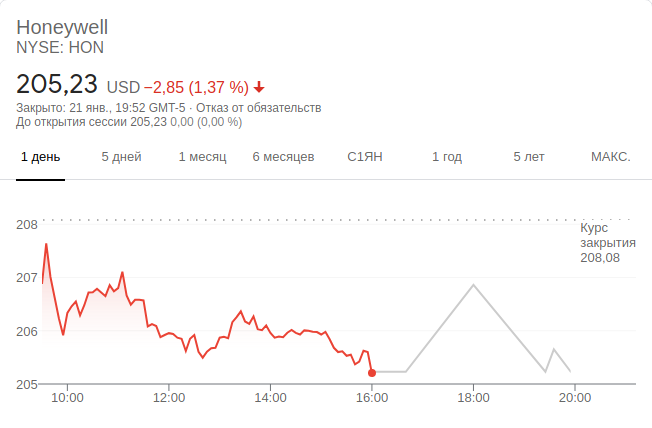 Honeywell
NYSE: HON
205,23 USD −2,85 (1,37 %)
Закрыто: 21 янв., 19:52 GMT-5 · Отказ от обязательств
До открытия сессии 205,23 0,00 (0,00 %)
1 день 5 дней 1 месяц 6 месяцев С1ЯН 1 год 5 лет МАКС.
208
Курс
закрытия
208,08
207
206
205
10:00 12:00 14:00 16:00 18:00 20:00